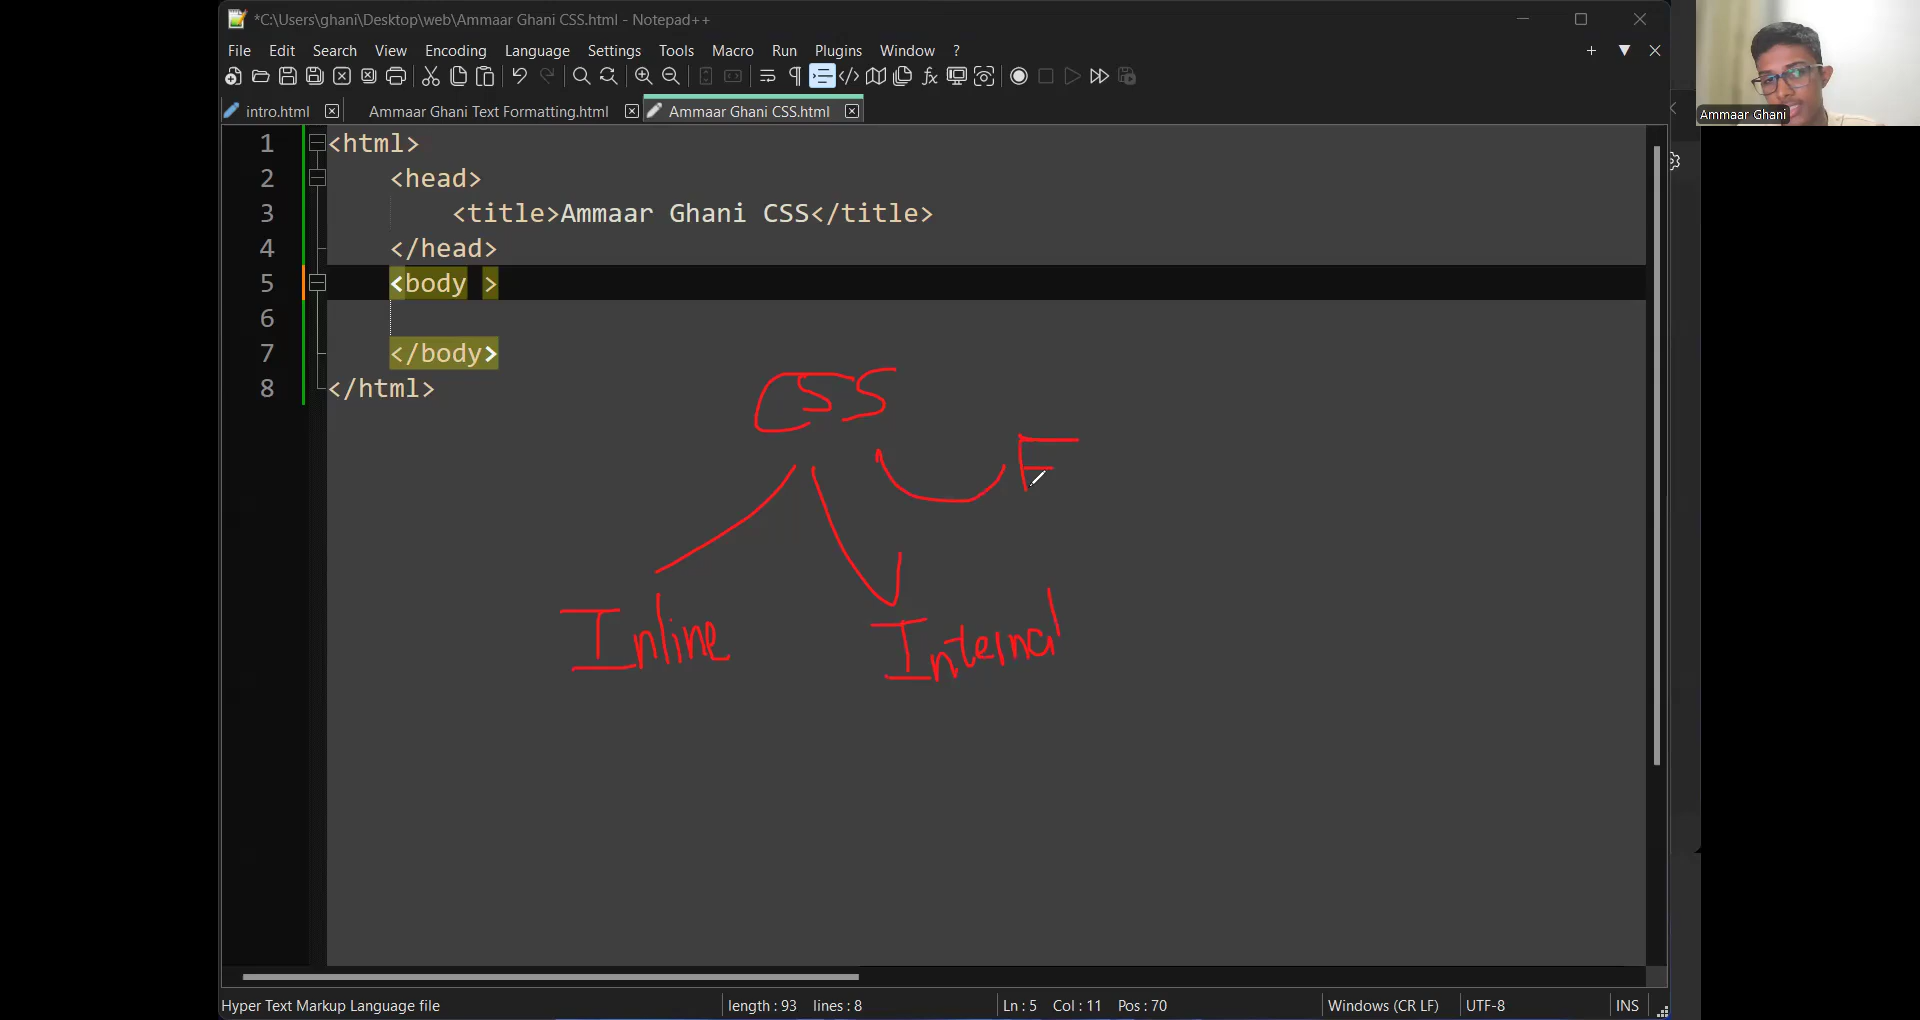 *C:\Users\ghani\Desktop\web\Ammaar Ghani CSS.html - Notepad++
File Edit Search View Encoding Language Settings Tools Macro Run Plugins Window ?
intro.html Ammaar Ghani Text Formatting.html Ammaar Ghani CSS.html
Ammaar Ghani
1 <html>
2 <head>
3 <title>Ammaar Ghani CSS</title>
4 </head>
5 <body >
6
7 </body>
8 </html>
CSS
Inline
Internal
Hyper Text Markup Language file length : 93 lines : 8 Ln : 5 Col : 11 Pos : 70 Windows (CR LF) UTF-8 INS